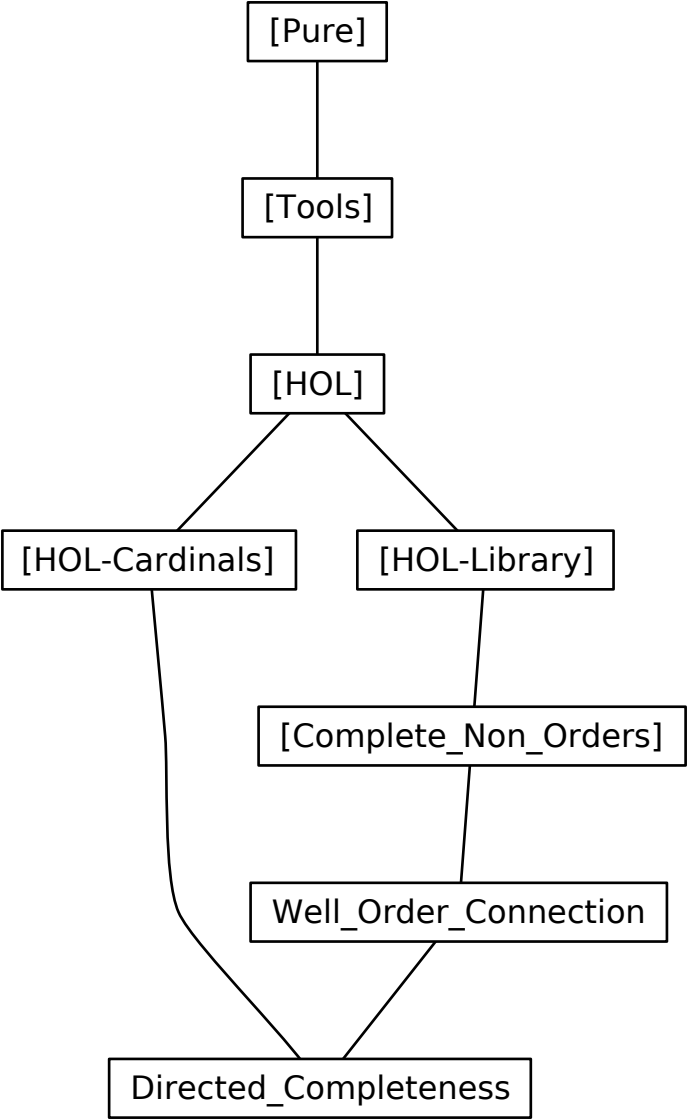 [Pure]
[Tools]
[HOL]
[HOL-Cardinals]
[HOL-Library]
[Complete_Non_Orders]
Well_Order_Connection
Directed_Completeness